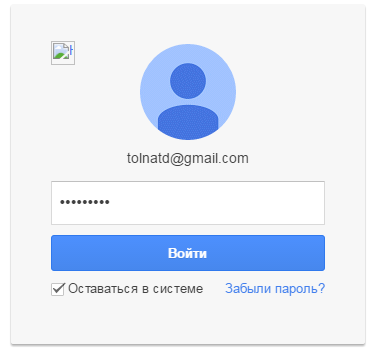 tolnatd@gmail.com
•••••••••
Войти
Оставаться в системе Забыли пароль?